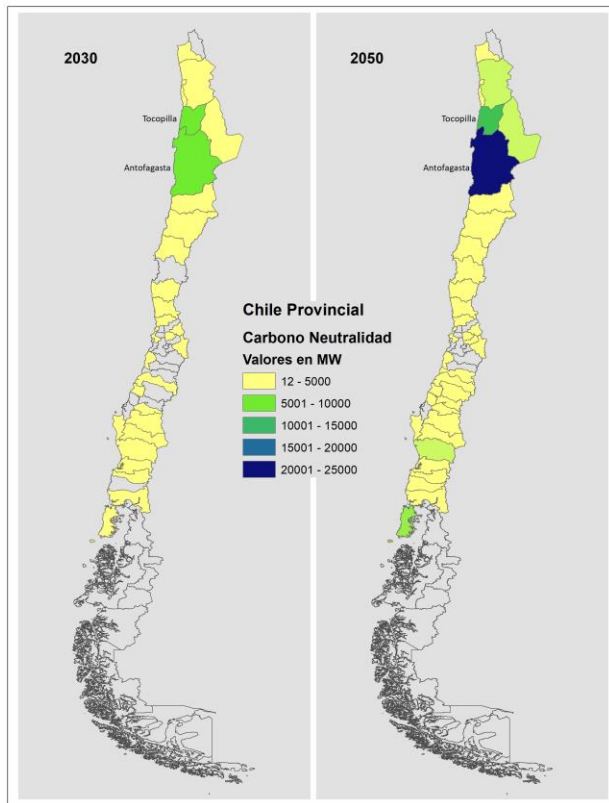 2030
2050
Tocopilla
Antofagasta
Tocopilla
Antofagasta
Chile Provincial
Carbono Neutralidad
Valores en MW
12 - 5000
5001 - 10000
10001 - 15000
15001 - 20000
20001 - 25000